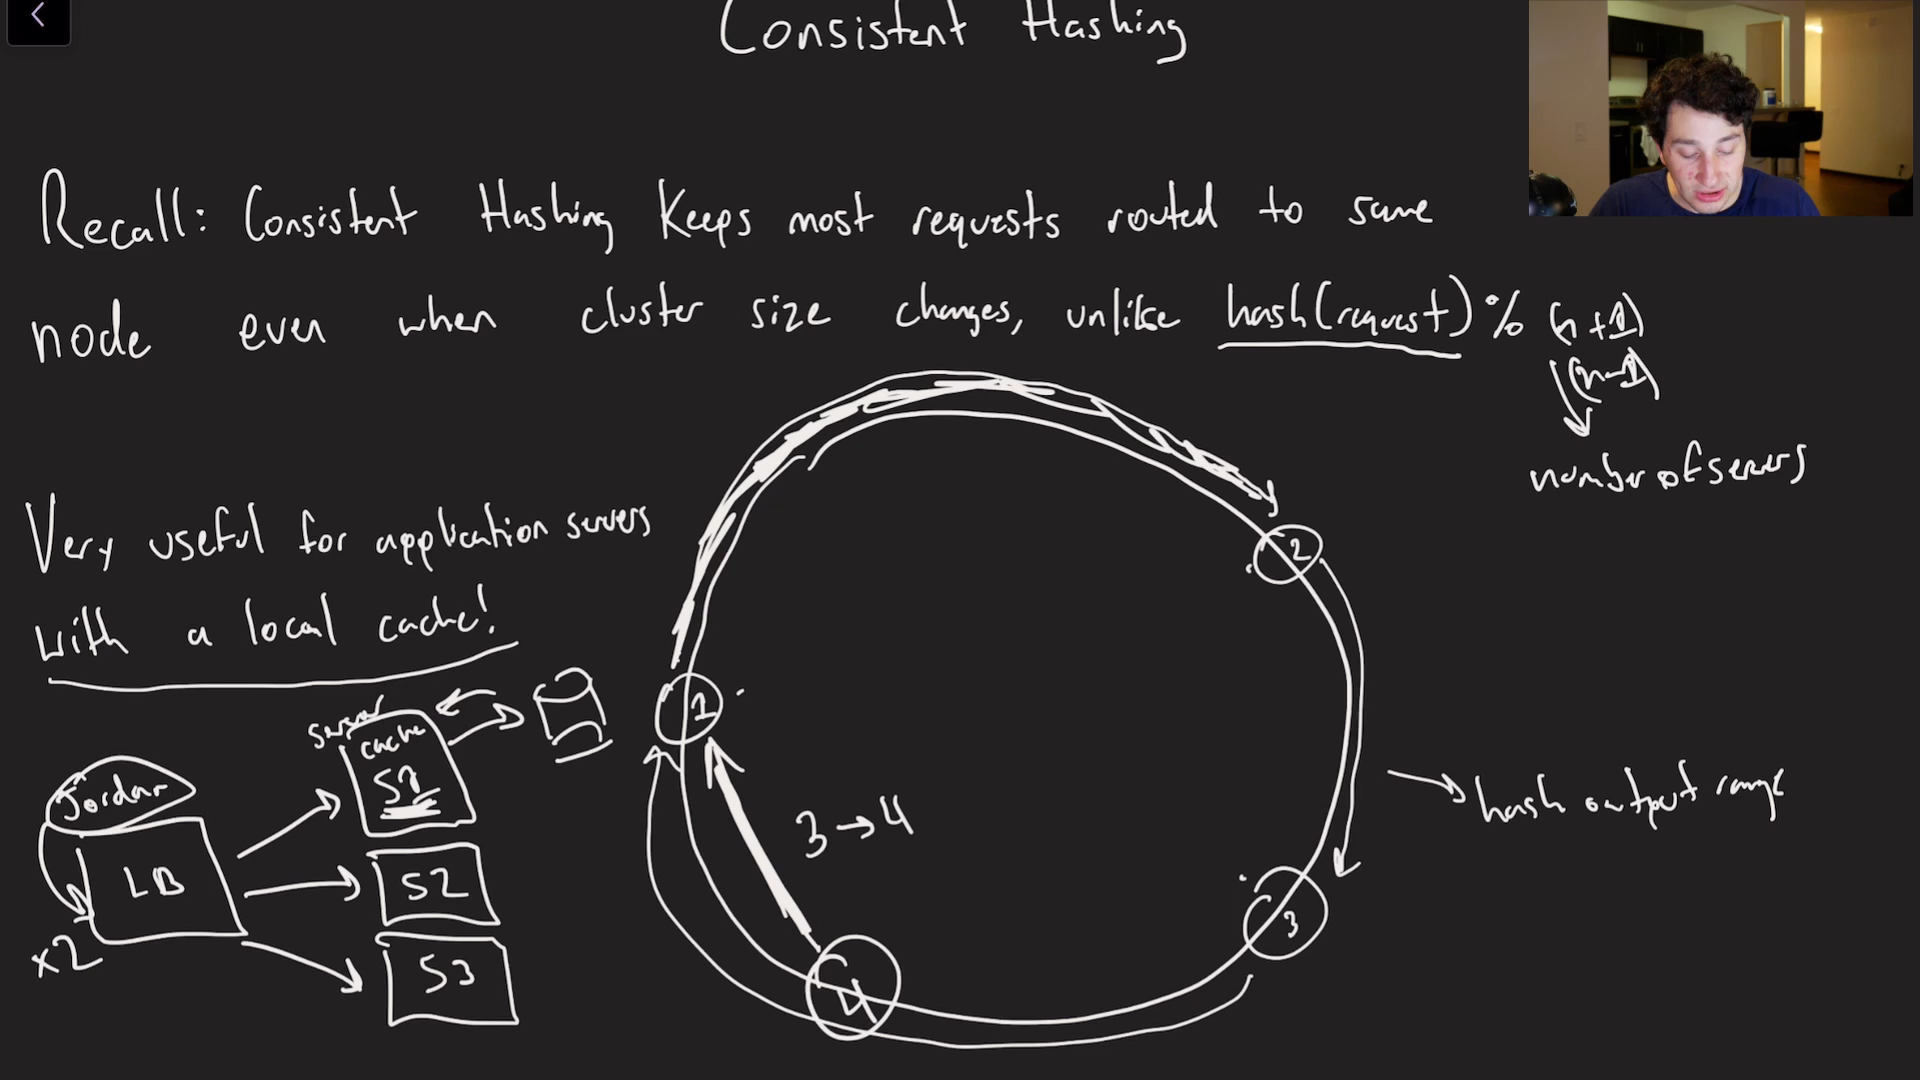 Consistent Hashing
Recall: Consistent Hashing Keeps most requests routed to same
node even when cluster size changes, unlike hash(request) % (n+1)
(n-1)
number of servers
Very useful for application servers
with a local cache!
1
2
3
4
3→4
hash output range
server
cache
S1
Jordan
LB
S2
x2
S3